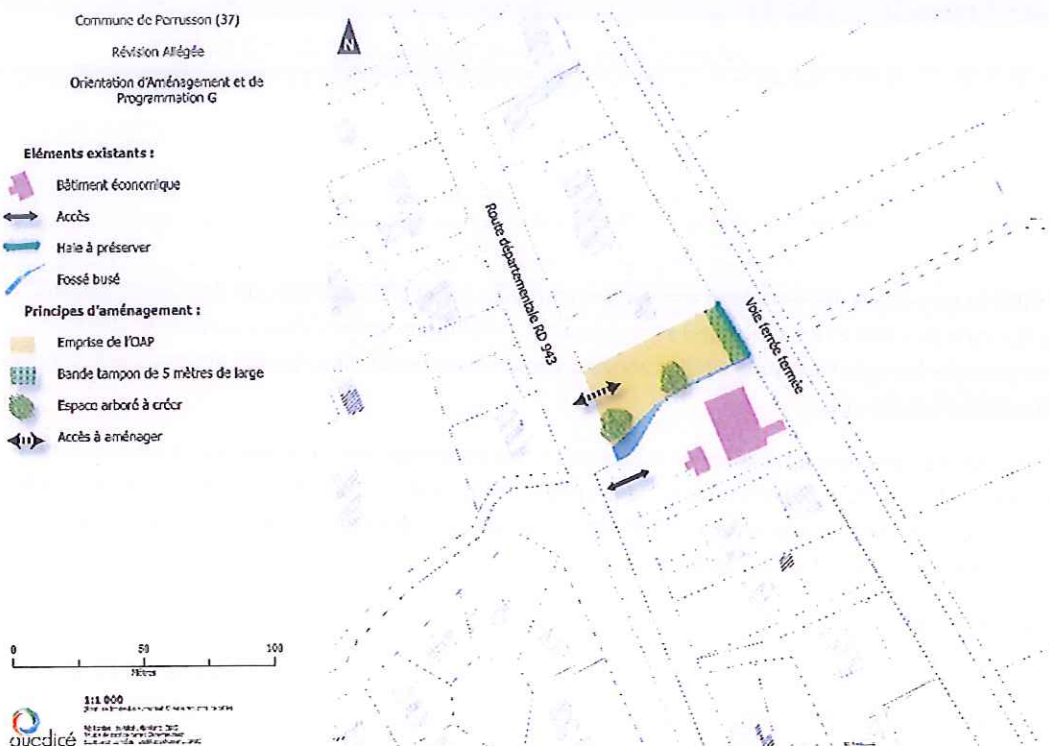 Commune de Perrusson (37)
Révision Allégée
Orientation d'Aménagement et de
Programmation G
N
Eléments existants :
Bâtiment économique
Accès
Haie à préserver
Fossé busé
Principes d'aménagement :
Emprise de l'OAP
Bande tampon de 5 mètres de large
Espace arboré à créer
Accès à aménager
Route départementale RD 943
Voie ferrée fermée
0 50 100
Mètres
1:1 000
auddicé